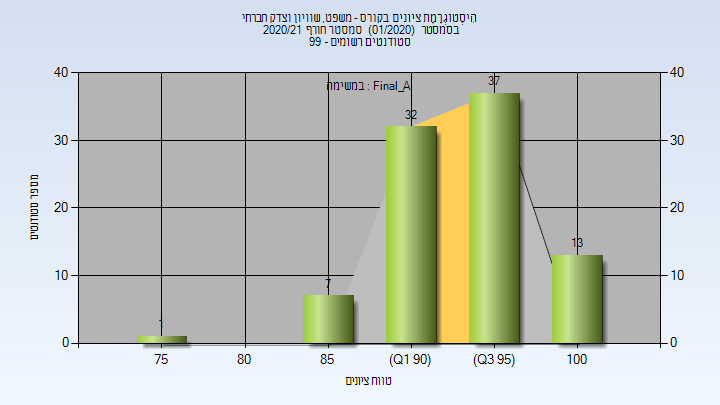 היסטוגרמת ציונים בקורס - משפט, שוויון וצדק חברתי
בסמסטר (01/2020) סמסטר חורף 2020/21
סטודנטים רשומים - 99
במשימה : Final_A
מספר סטודנטים
40
30
20
10
0
40
30
20
10
0
1
7
32
37
13
75
80
85
(Q1 90)
(Q3 95)
100
טווח ציונים